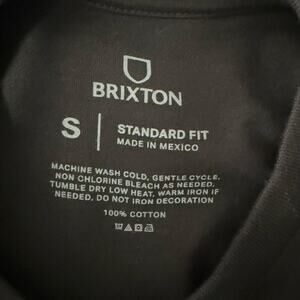 BRIXTON
S
STANDARD FIT
MADE IN MEXICO
MACHINE WASH COLD, GENTLE CYCLE.
NON CHLORINE BLEACH AS NEEDED.
TUMBLE DRY LOW HEAT. WARM IRON IF
NEEDED. DO NOT IRON DECORATION
100% COTTON